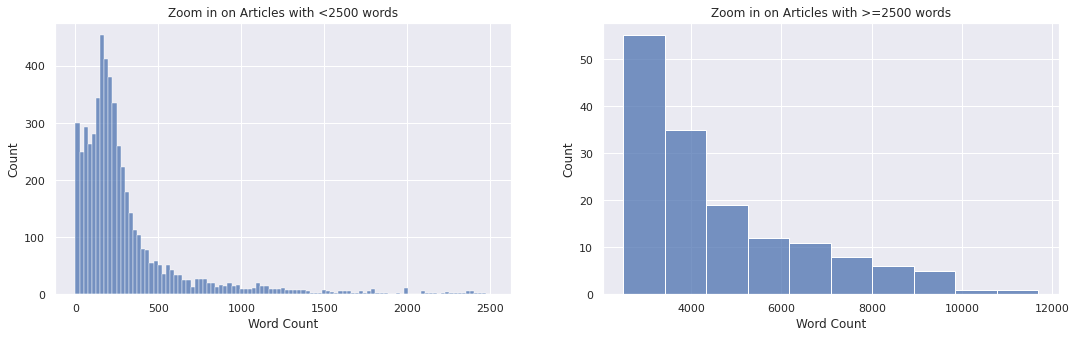 Zoom in on Articles with <2500 words
400
300
200
100
0
Count
0 500 1000 1500 2000 2500
Word Count
Zoom in on Articles with >=2500 words
50
40
30
20
10
0
Count
4000 6000 8000 10000 12000
Word Count